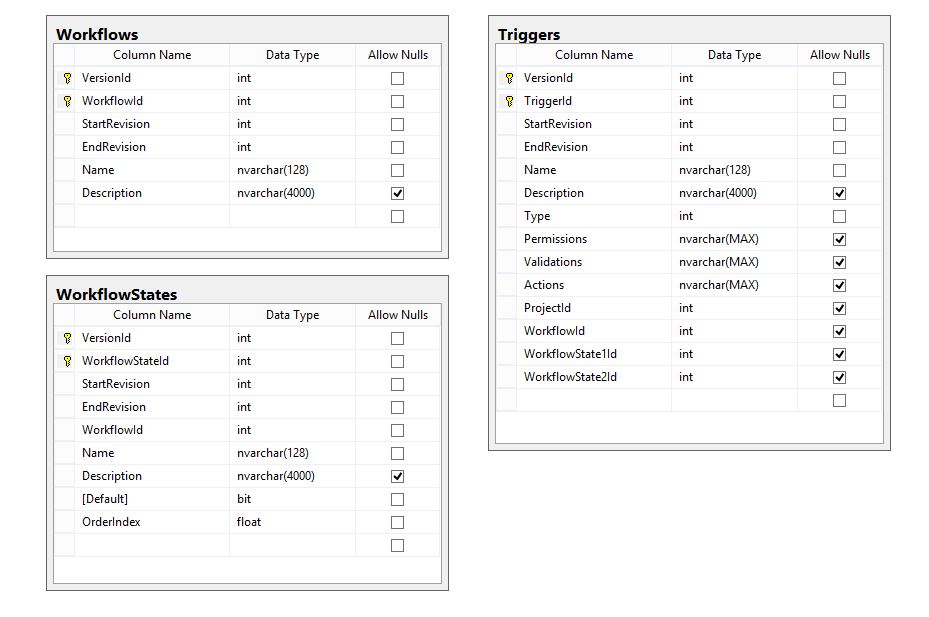 Workflows
Column Name Data Type Allow Nulls
VersionId int
WorkflowId int
StartRevision int
EndRevision int
Name nvarchar(128)
Description nvarchar(4000)
WorkflowStates
Column Name Data Type Allow Nulls
VersionId int
WorkflowStateId int
StartRevision int
EndRevision int
WorkflowId int
Name nvarchar(128)
Description nvarchar(4000)
[Default] bit
OrderIndex float
Triggers
Column Name Data Type Allow Nulls
VersionId int
TriggerId int
StartRevision int
EndRevision int
Name nvarchar(128)
Description nvarchar(4000)
Type int
Permissions nvarchar(MAX)
Validations nvarchar(MAX)
Actions nvarchar(MAX)
ProjectId int
WorkflowId int
WorkflowState1Id int
WorkflowState2Id int